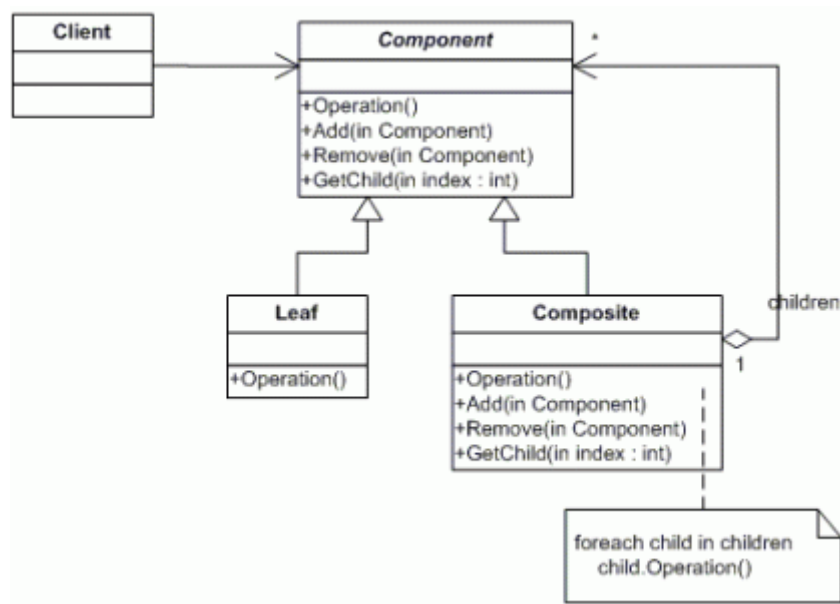 Client
Component
*
+Operation()
+Add(in Component)
+Remove(in Component)
+GetChild(in index : int)
Leaf
+Operation()
Composite
children
1
+Operation()
+Add(in Component)
+Remove(in Component)
+GetChild(in index : int)
foreach child in children
child.Operation()